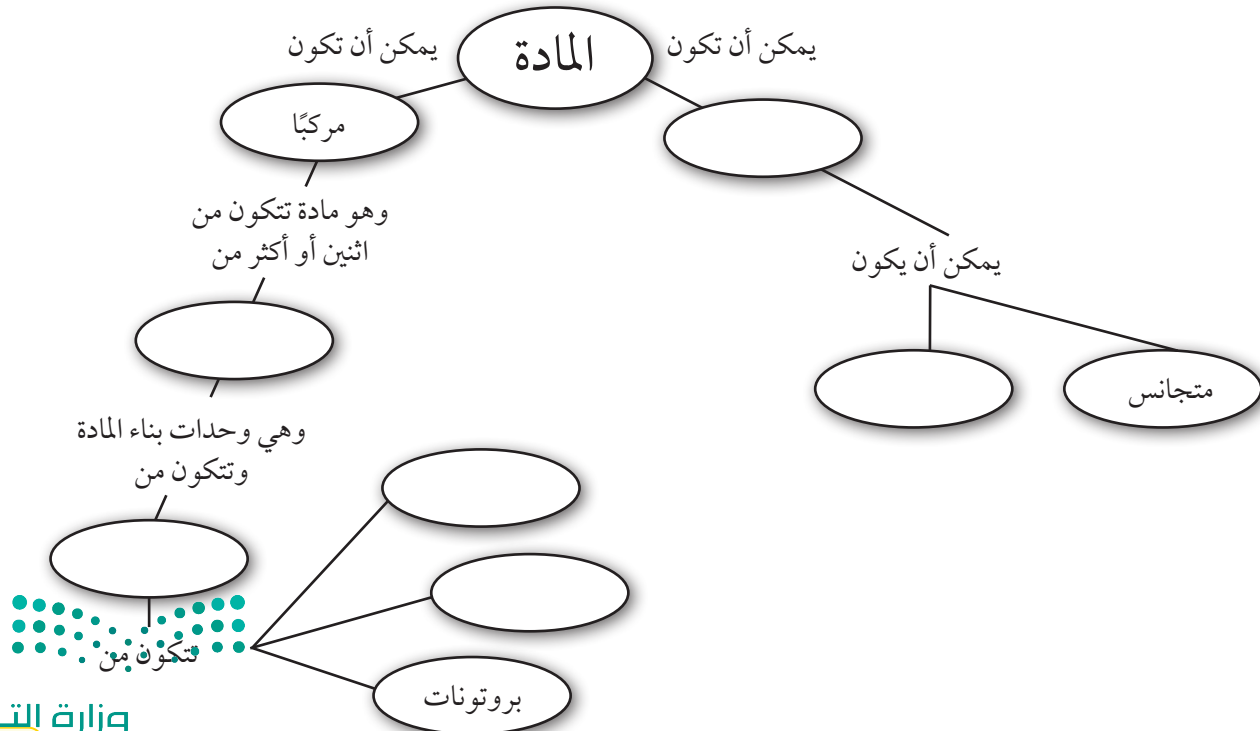 المادة
يمكن أن تكون
يمكن أن تكون
مركبًا
وهو مادة تتكون من
اثنين أو أكثر من
يمكن أن يكون
متجانس
وهي وحدات بناء المادة
وتتكون من
تتكون من
بروتونات
وزارة